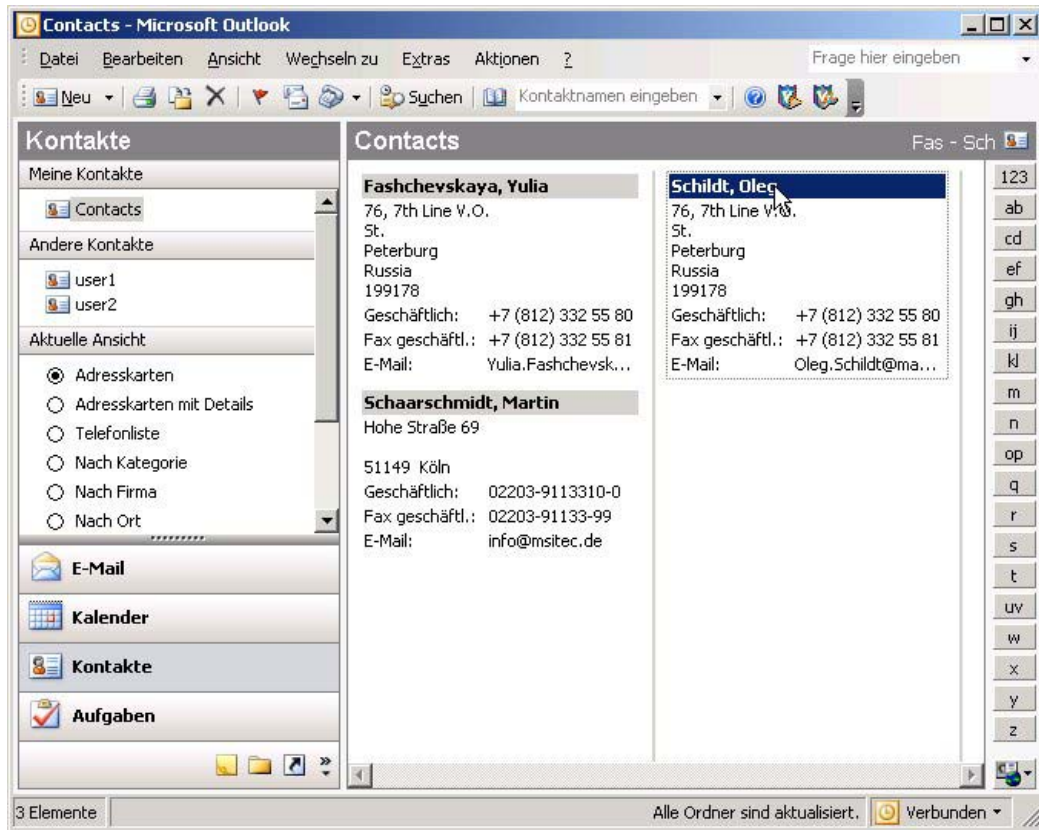 Contacts - Microsoft Outlook
Datei Bearbeiten Ansicht Wechseln zu Extras Aktionen ? Frage hier eingeben
Neu Suchen Kontaktnamen eingeben
Kontakte
Meine Kontakte
Contacts
Andere Kontakte
user1
user2
Aktuelle Ansicht
Adresskarten
Adresskarten mit Details
Telefonliste
Nach Kategorie
Nach Firma
Nach Ort
E-Mail
Kalender
Kontakte
Aufgaben
Contacts Fas - Sch
Fashchevskaya, Yulia
76, 7th Line V.O.
St.
Peterburg
Russia
199178
Geschäftlich: +7 (812) 332 55 80
Fax geschäftl.: +7 (812) 332 55 81
E-Mail: Yulia.Fashchevsk...
Schaarschmidt, Martin
Hohe Straße 69
51149 Köln
Geschäftlich: 02203-9113310-0
Fax geschäftl.: 02203-91133-99
E-Mail: info@msitec.de
Schildt, Oleg
76, 7th Line V.O.
St.
Peterburg
Russia
199178
Geschäftlich: +7 (812) 332 55 80
Fax geschäftl.: +7 (812) 332 55 81
E-Mail: Oleg.Schildt@ma...
123
ab
cd
ef
gh
ij
kl
m
n
op
q
r
s
t
uv
w
x
y
z
3 Elemente Alle Ordner sind aktualisiert. Verbunden